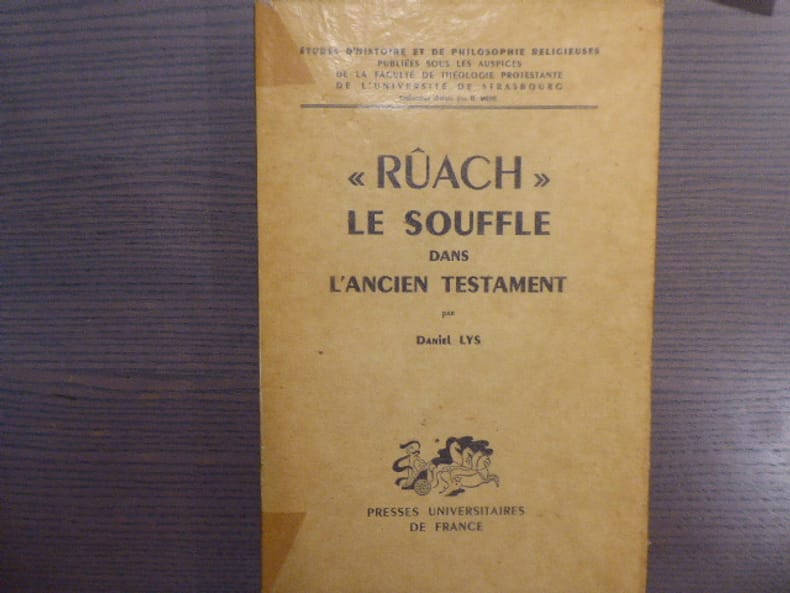 ÉTUDES D'HISTOIRE ET DE PHILOSOPHIE RELIGIEUSES
PUBLIÉES SOUS LES AUSPICES
DE LA FACULTÉ DE THÉOLOGIE PROTESTANTE
DE L'UNIVERSITÉ DE STRASBOURG
« RÛACH »
LE SOUFFLE
DANS
L'ANCIEN TESTAMENT
par
Daniel LYS
PRESSES UNIVERSITAIRES
DE FRANCE